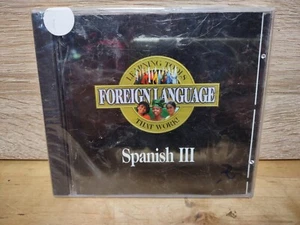 LEARNING TOOLS
FOREIGN LANGUAGE
THAT WORK!
Spanish III